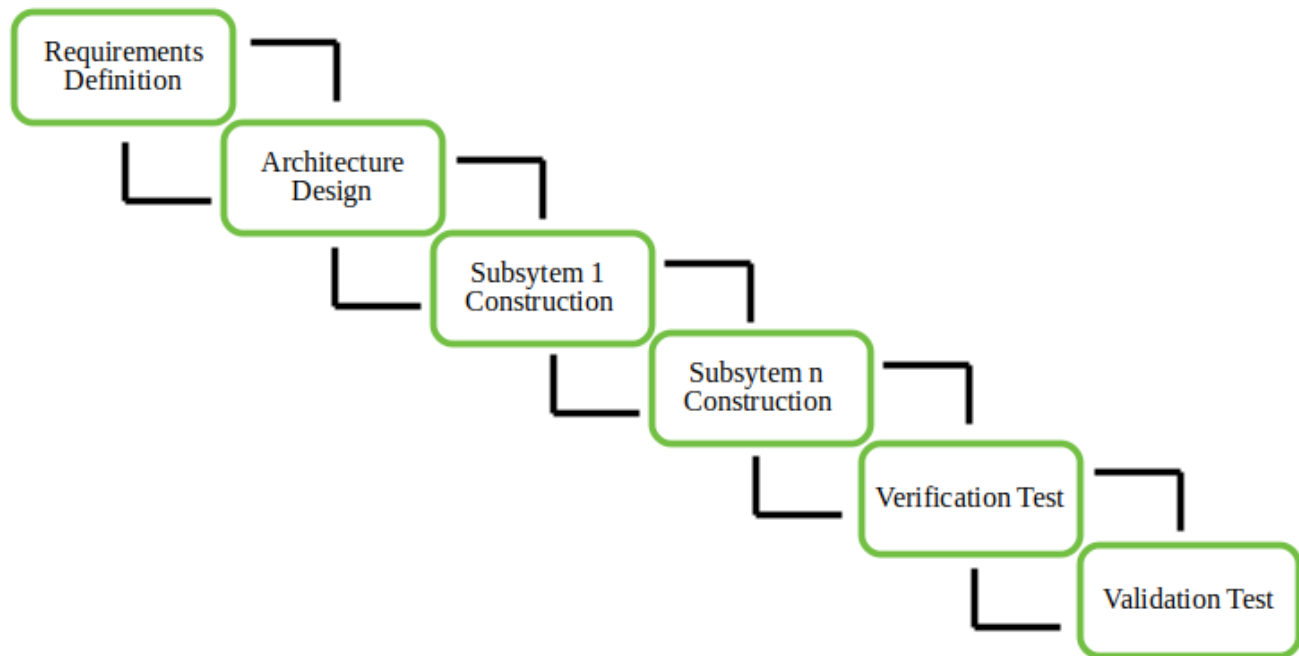 Requirements
Definition
Architecture
Design
Subsytem 1
Construction
Subsytem n
Construction
Verification Test
Validation Test